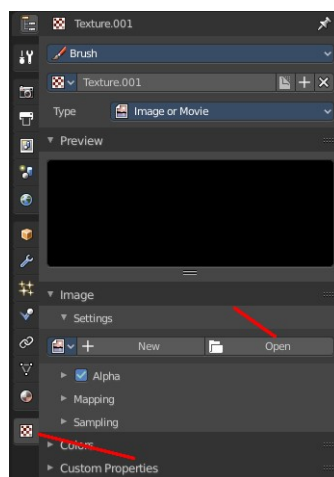 Texture.001
Brush
Texture.001
Type Image or Movie
Preview
Image
Settings
New Open
Alpha
Mapping
Sampling
Colors
Custom Properties